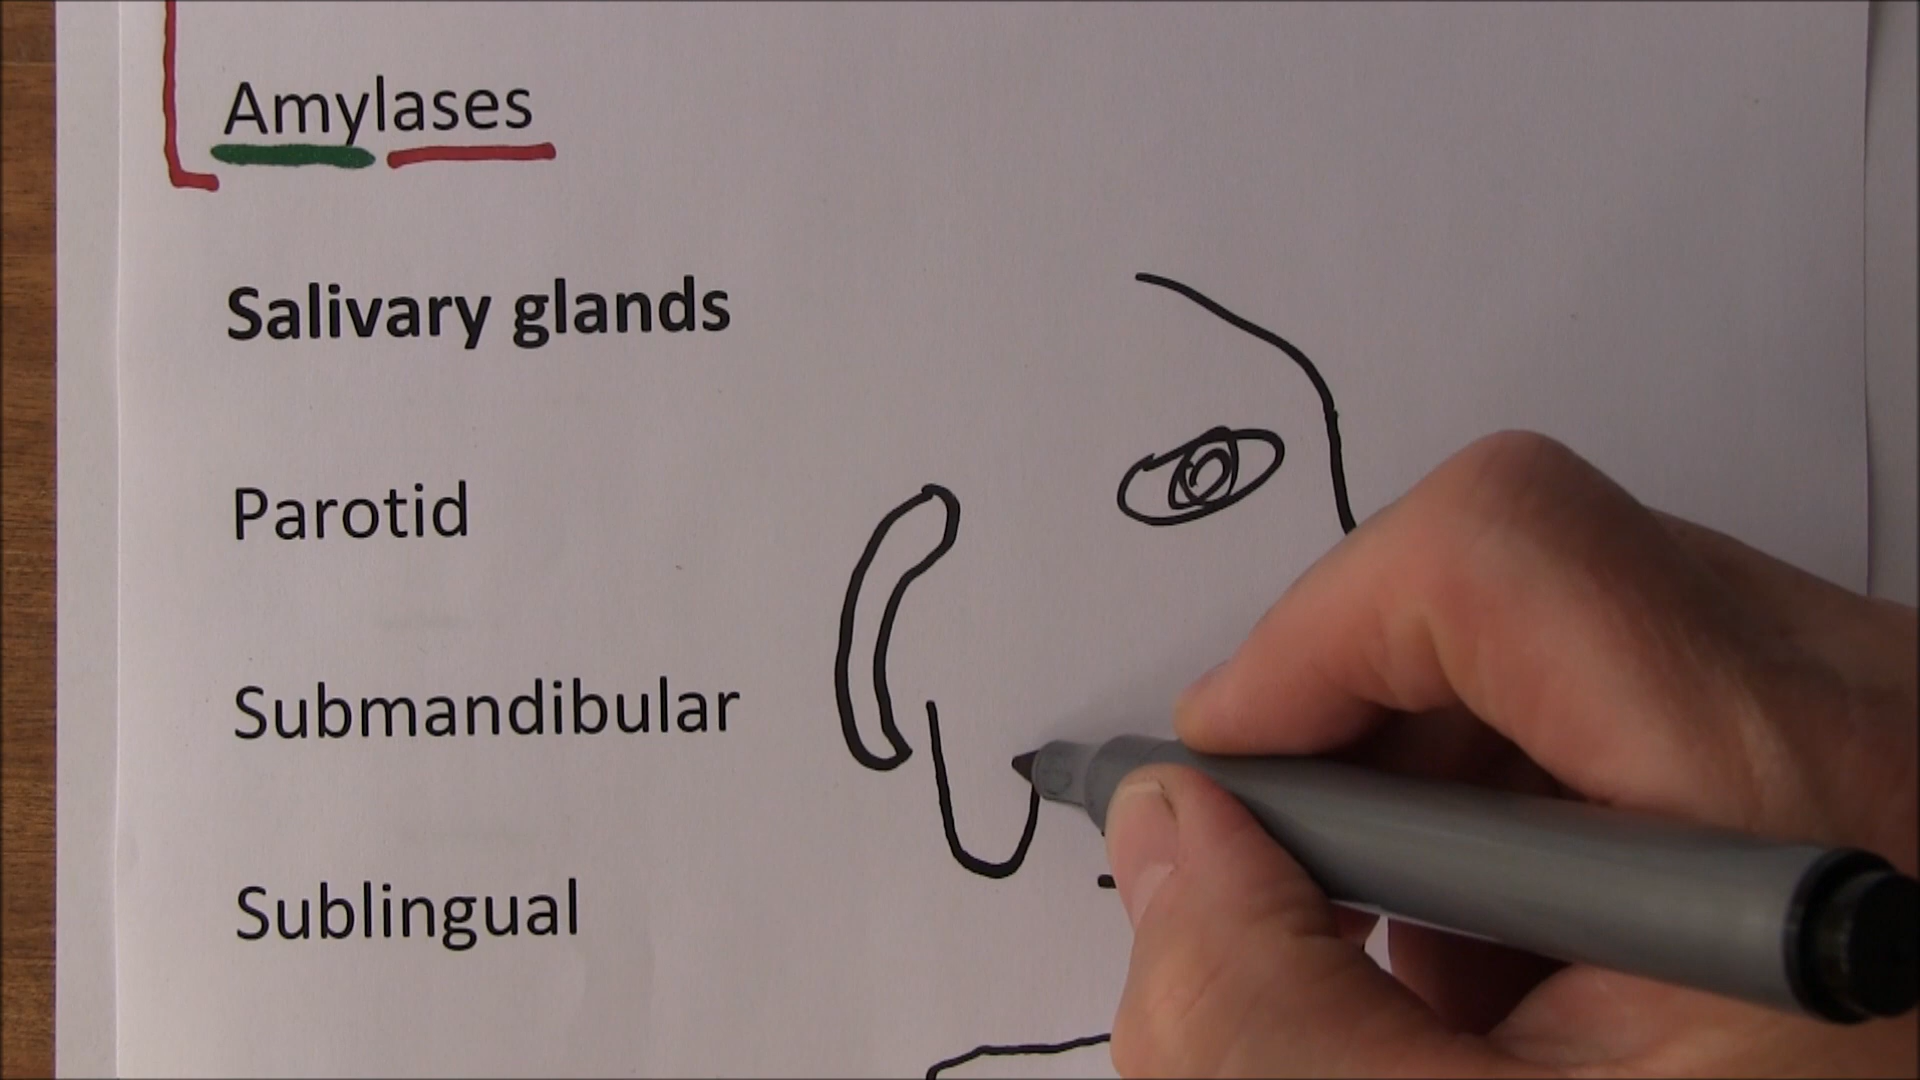 Amylases
Salivary glands
Parotid
Submandibular
Sublingual